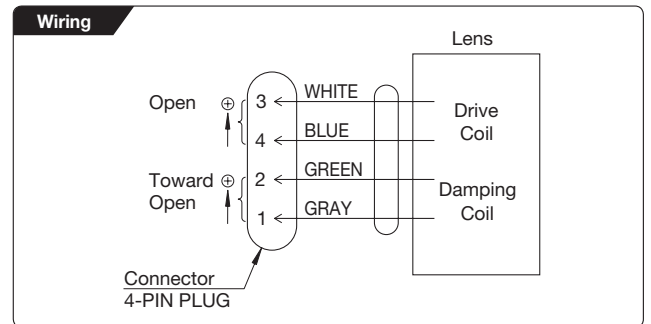 Wiring
Lens
Open ⊕ 3 WHITE
Drive
Coil
4 BLUE
Toward
Open
⊕ 2 GREEN
Damping
Coil
1 GRAY
Connector
4-PIN PLUG